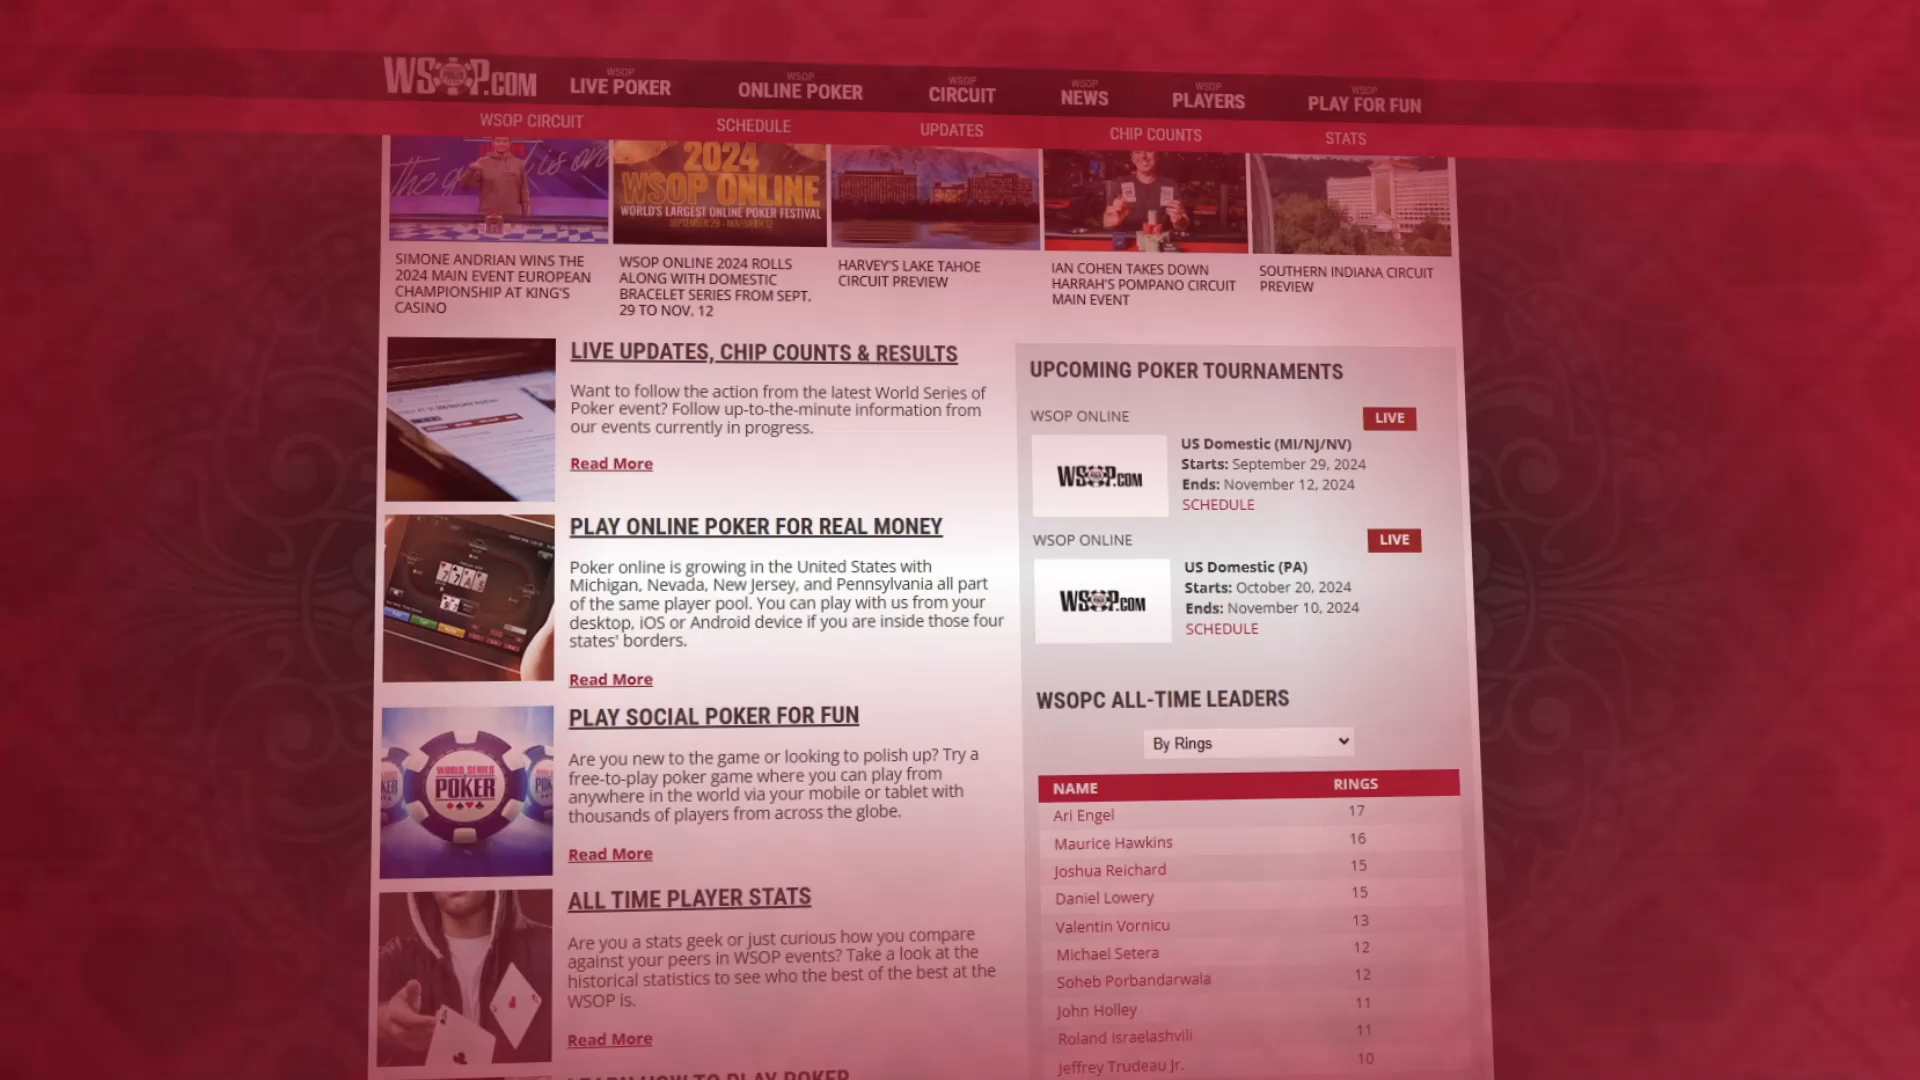 WSOP.COM
WSOP
LIVE POKER
WSOP
ONLINE POKER
WSOP
CIRCUIT
WSOP
NEWS
WSOP
PLAYERS
WSOP
PLAY FOR FUN
WSOP CIRCUIT
SCHEDULE
UPDATES
CHIP COUNTS
STATS
2024
WSOP ONLINE
WORLD'S LARGEST ONLINE POKER FESTIVAL
SEPTEMBER 29 - NOVEMBER 12
SIMONE ANDRIAN WINS THE
2024 MAIN EVENT EUROPEAN
CHAMPIONSHIP AT KING'S
CASINO
WSOP ONLINE 2024 ROLLS
ALONG WITH DOMESTIC
BRACELET SERIES FROM SEPT.
29 TO NOV. 12
HARVEY'S LAKE TAHOE
CIRCUIT PREVIEW
IAN COHEN TAKES DOWN
HARRAH'S POMPANO CIRCUIT
MAIN EVENT
SOUTHERN INDIANA CIRCUIT
PREVIEW
LIVE UPDATES, CHIP COUNTS & RESULTS
Want to follow the action from the latest World Series of
Poker event? Follow up-to-the-minute information from
our events currently in progress.
Read More
PLAY ONLINE POKER FOR REAL MONEY
Poker online is growing in the United States with
Michigan, Nevada, New Jersey, and Pennsylvania all part
of the same player pool. You can play with us from your
desktop, iOS or Android device if you are inside those four
states' borders.
Read More
WORLD SERIES
POKER
PLAY SOCIAL POKER FOR FUN
Are you new to the game or looking to polish up? Try a
free-to-play poker game where you can play from
anywhere in the world via your mobile or tablet with
thousands of players from across the globe.
Read More
ALL TIME PLAYER STATS
Are you a stats geek or just curious how you compare
against your peers in WSOP events? Take a look at the
historical statistics to see who the best of the best at the
WSOP is.
Read More
LEARN HOW TO PLAY POKER
UPCOMING POKER TOURNAMENTS
WSOP ONLINE
LIVE
WSOP.COM
US Domestic (MI/NJ/NV)
Starts: September 29, 2024
Ends: November 12, 2024
SCHEDULE
WSOP ONLINE
LIVE
WSOP.COM
US Domestic (PA)
Starts: October 20, 2024
Ends: November 10, 2024
SCHEDULE
WSOPC ALL-TIME LEADERS
By Rings
NAME RINGS
Ari Engel 17
Maurice Hawkins 16
Joshua Reichard 15
Daniel Lowery 15
Valentin Vornicu 13
Michael Setera 12
Soheb Porbandarwala 12
John Holley 11
Roland Israelashvili 11
Jeffrey Trudeau Jr. 10